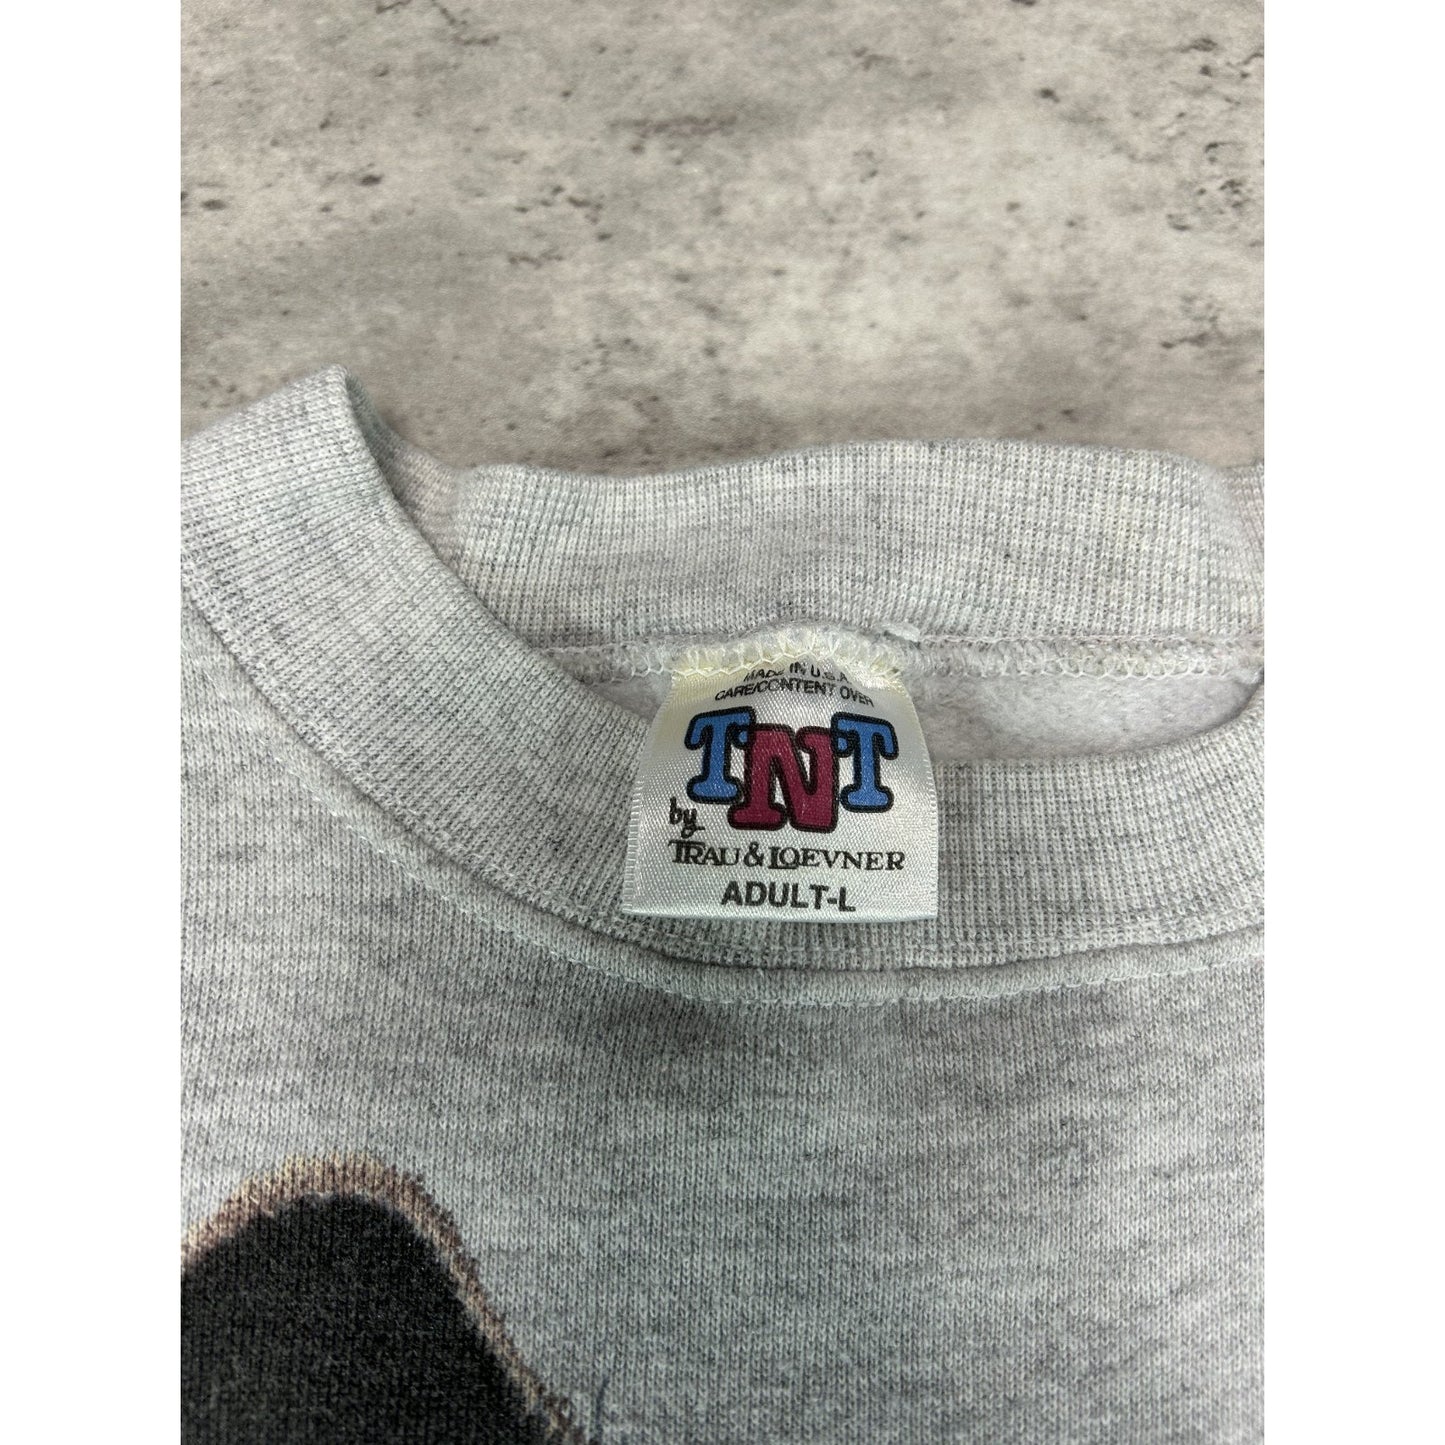 MADE IN U.S.A.
CARE/CONTENT OVER
TNT
by
TRAU & LOEVNER
ADULT-L